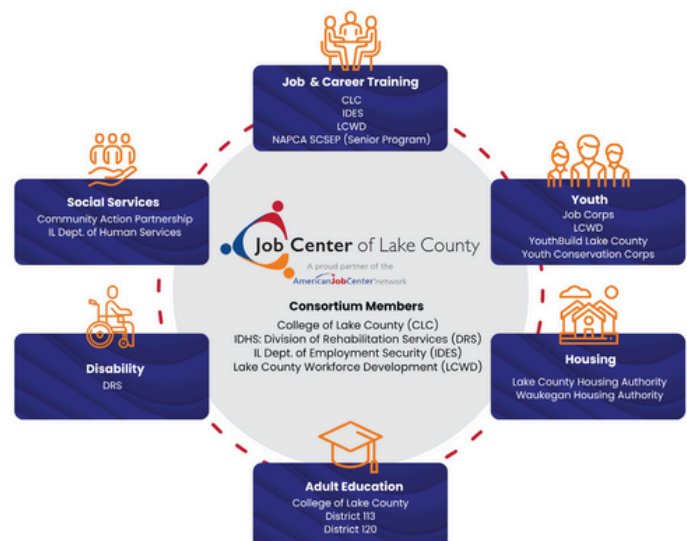 Job & Career Training
CLC
IDES
LCWD
NAPCA SCSEP (Senior Program)
Social Services
Community Action Partnership
IL Dept. of Human Services
Youth
Job Corps
LCWD
YouthBuild Lake County
Youth Conservation Corps
Job Center of Lake County
A proud partner of the
AmericanJobCenter network
Consortium Members
College of Lake County (CLC)
IDHS: Division of Rehabilitation Services (DRS)
IL Dept. of Employment Security (IDES)
Lake County Workforce Development (LCWD)
Disability
DRS
Housing
Lake County Housing Authority
Waukegan Housing Authority
Adult Education
College of Lake County
District 113
District 120